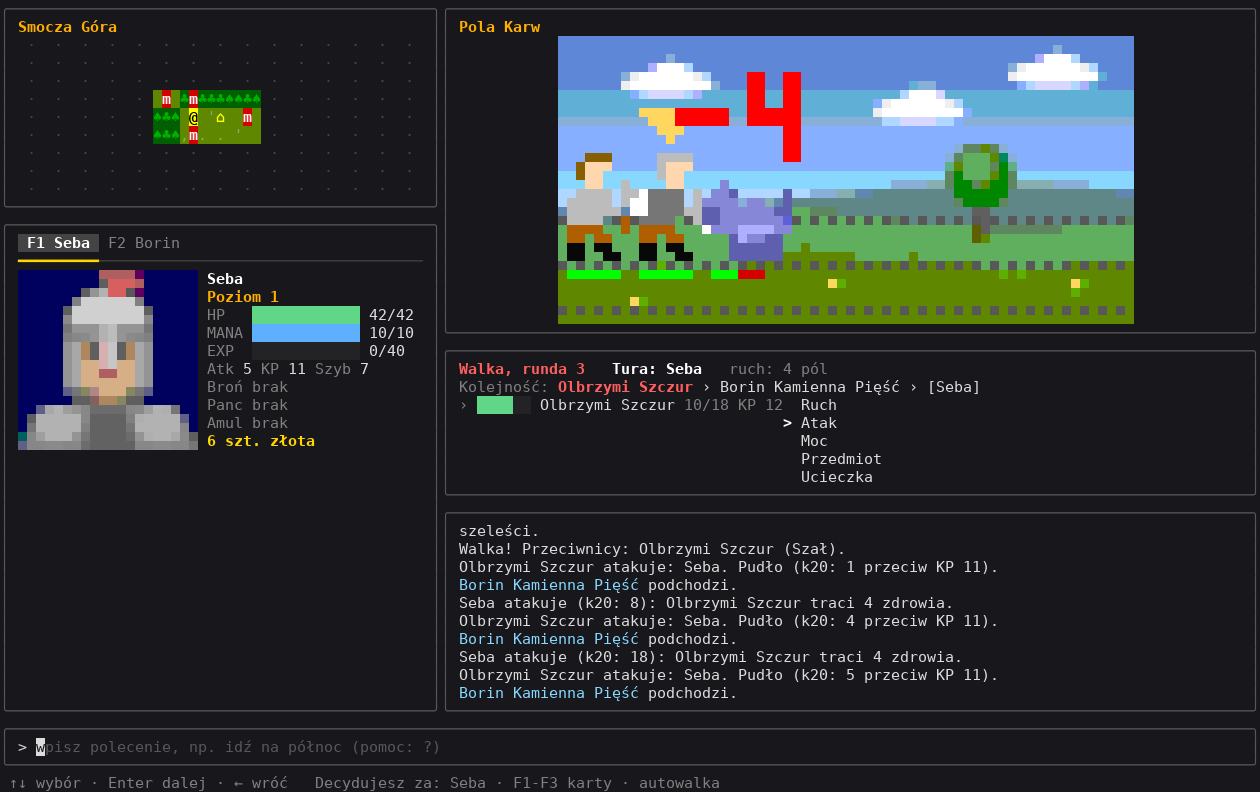 Smocza Góra
m m
@ m
m
F1 Seba F2 Borin
Seba
Poziom 1
HP 42/42
MANA 10/10
EXP 0/40
Atk 5 KP 11 Szyb 7
Broń brak
Panc brak
Amul brak
6 szt. złota
Pola Karw
-4
Walka, runda 3 Tura: Seba ruch: 4 pól
Kolejność: Olbrzymi Szczur › Borin Kamienna Pięść › [Seba]
› Olbrzymi Szczur 10/18 KP 12
Ruch
> Atak
Moc
Przedmiot
Ucieczka
szeleści.
Walka! Przeciwnicy: Olbrzymi Szczur (Szał).
Olbrzymi Szczur atakuje: Seba. Pudło (k20: 1 przeciw KP 11).
Borin Kamienna Pięść podchodzi.
Seba atakuje (k20: 8): Olbrzymi Szczur traci 4 zdrowia.
Olbrzymi Szczur atakuje: Seba. Pudło (k20: 4 przeciw KP 11).
Borin Kamienna Pięść podchodzi.
Seba atakuje (k20: 18): Olbrzymi Szczur traci 4 zdrowia.
Olbrzymi Szczur atakuje: Seba. Pudło (k20: 5 przeciw KP 11).
Borin Kamienna Pięść podchodzi.
> wpisz polecenie, np. idź na północ (pomoc: ?)
↑↓ wybór · Enter dalej · ← wróć Decydujesz za: Seba · F1-F3 karty · autowalka